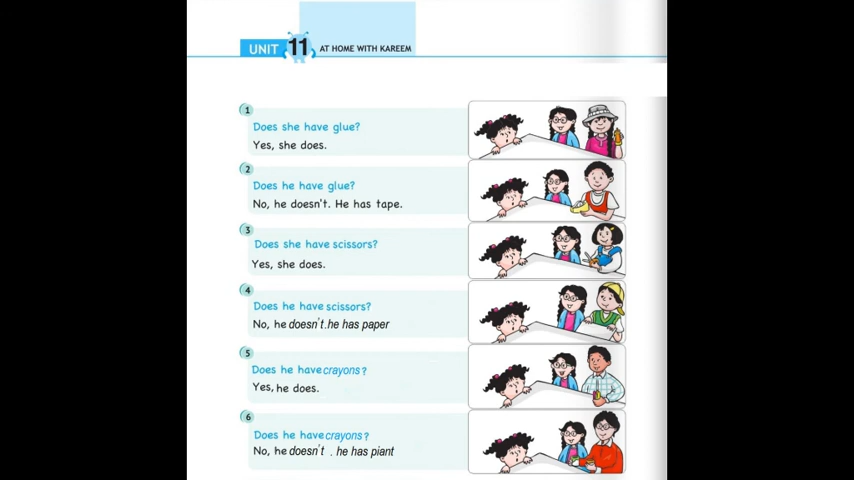 UNIT 11 AT HOME WITH KAREEM
1
Does she have glue?
Yes, she does.
2
Does he have glue?
No, he doesn't. He has tape.
3
Does she have scissors?
Yes, she does.
4
Does he have scissors?
No, he doesn't.he has paper
5
Does he have crayons?
Yes, he does.
6
Does he have crayons?
No, he doesn't . he has piant